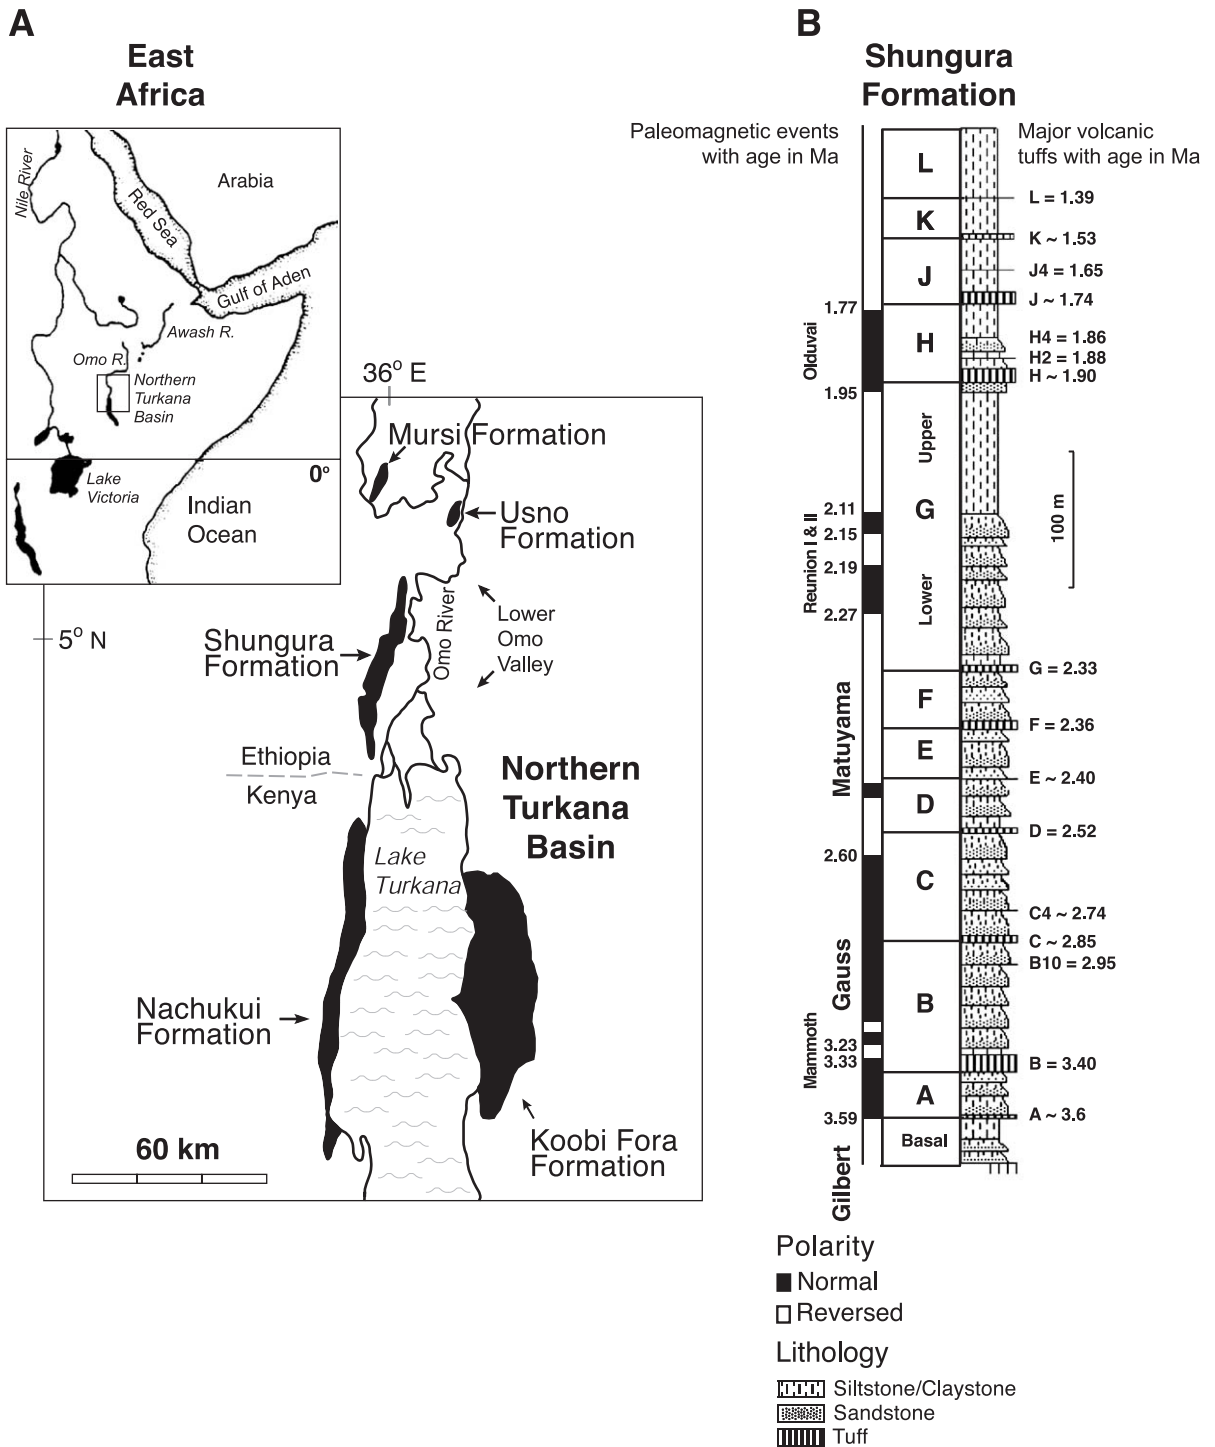 A
East
Africa
Nile River
Red Sea
Arabia
Gulf of Aden
Awash R.
Omo R.
Northern
Turkana
Basin
0°
Lake
Victoria
Indian
Ocean
36° E
5° N
Mursi Formation
Usno
Formation
Shungura
Formation
Omo River
Lower
Omo
Valley
Ethiopia
Kenya
Northern
Turkana
Basin
Lake
Turkana
Nachukui
Formation
Koobi Fora
Formation
60 km
B
Shungura
Formation
Paleomagnetic events
with age in Ma
Major volcanic
tuffs with age in Ma
1.77
Olduvai
1.95
2.11
2.15
Reunion I & II
2.19
2.27
Matuyama
2.60
Gauss
Mammoth
3.23
3.33
3.59
Gilbert
L
K
J
H
Upper
G
Lower
F
E
D
C
B
A
Basal
L = 1.39
K ~ 1.53
J4 = 1.65
J ~ 1.74
H4 = 1.86
H2 = 1.88
H ~ 1.90
100 m
G = 2.33
F = 2.36
E ~ 2.40
D = 2.52
C4 ~ 2.74
C ~ 2.85
B10 = 2.95
B = 3.40
A ~ 3.6
Polarity
Normal
Reversed
Lithology
Siltstone/Claystone
Sandstone
Tuff